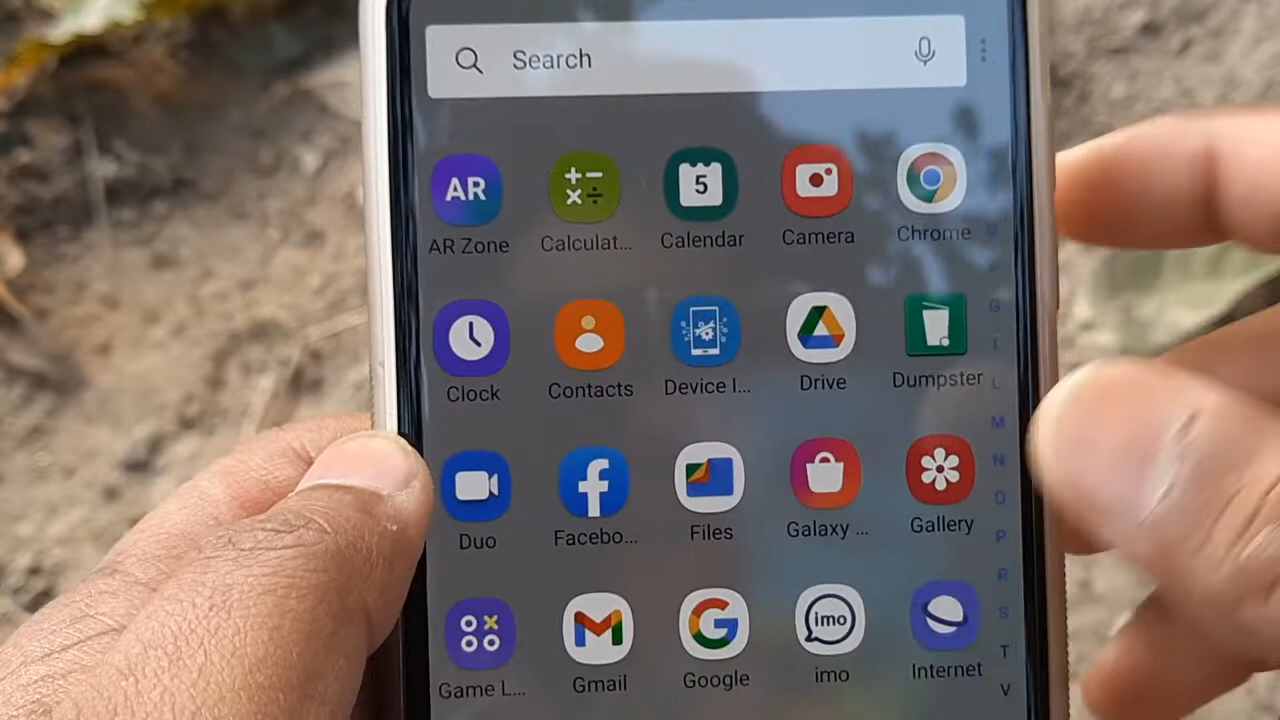 Search
AR
5
AR Zone
Calculat...
Calendar
Camera
Chrome
Clock
Contacts
Device I...
Drive
Dumpster
Duo
Facebo...
Files
Galaxy ...
Gallery
imo
Game L...
Gmail
Google
imo
Internet
G
I
L
M
N
O
P
R
S
T
V